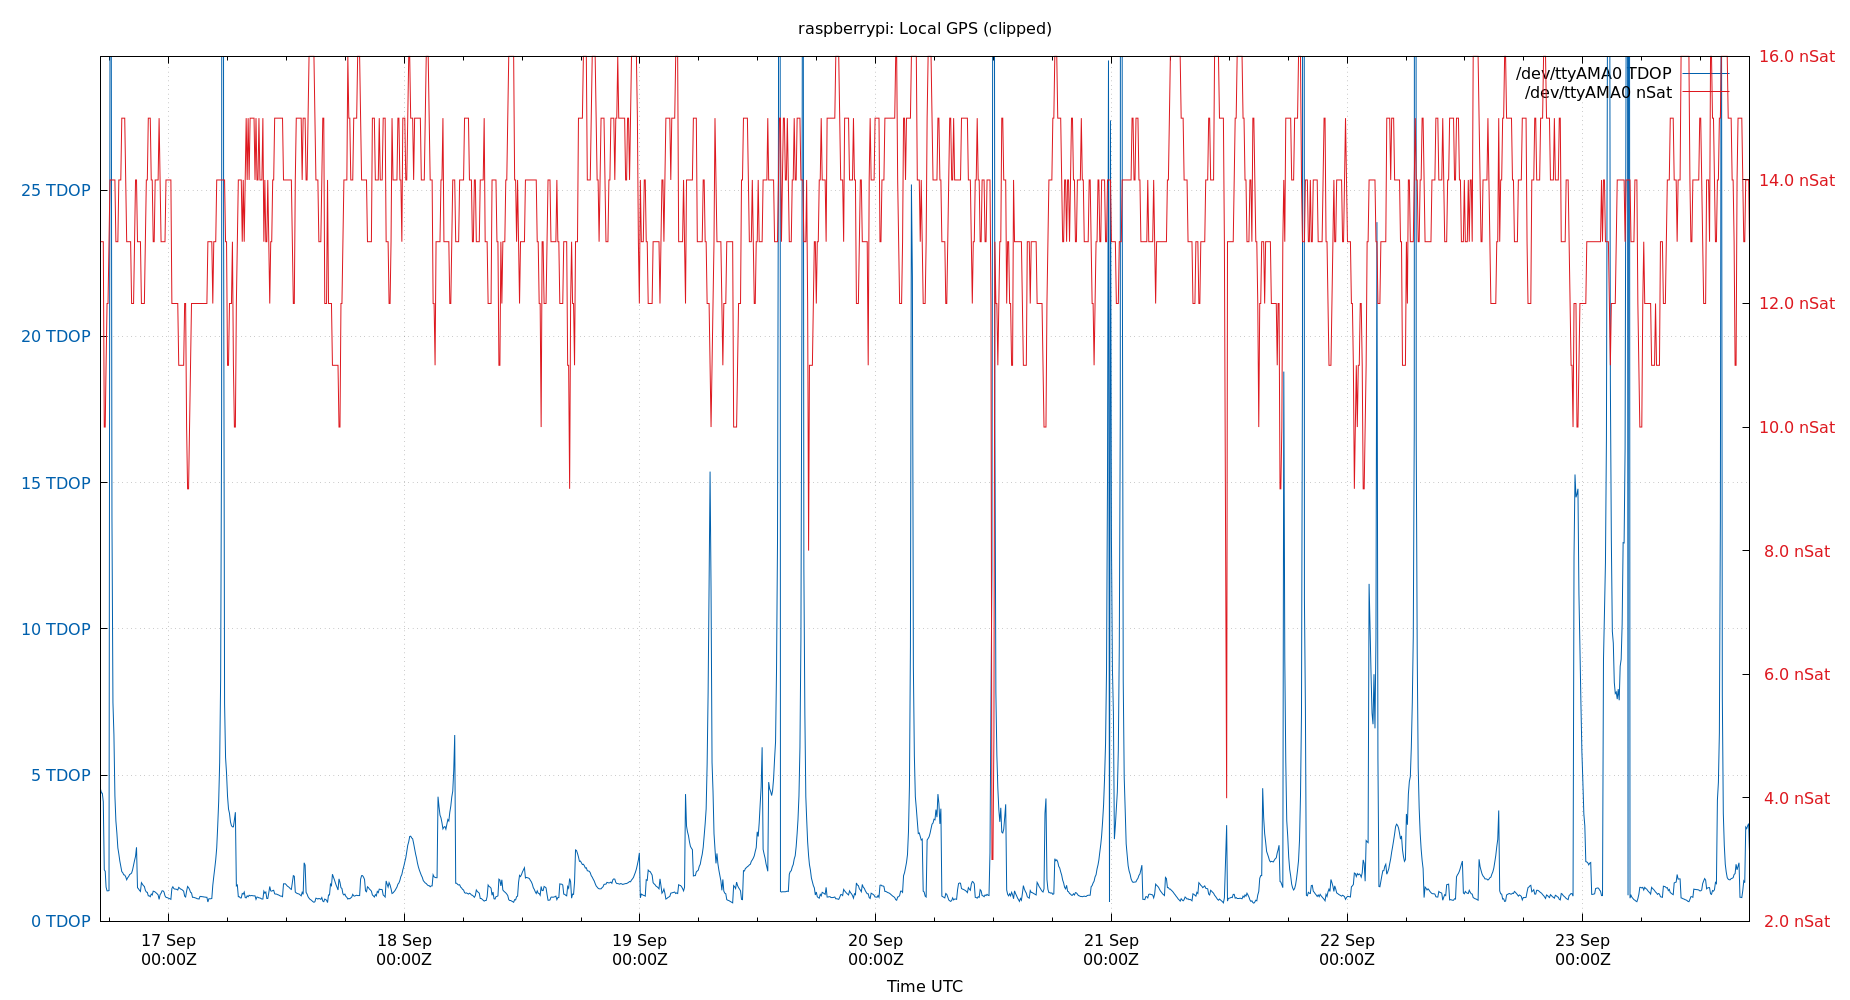 raspberrypi: Local GPS (clipped)
16.0 nSat
/dev/ttyAMA0 TDOP
/dev/ttyAMA0 nSat
25 TDOP
14.0 nSat
12.0 nSat
20 TDOP
10.0 nSat
15 TDOP
8.0 nSat
10 TDOP
6.0 nSat
5 TDOP
4.0 nSat
0 TDOP
2.0 nSat
17 Sep 18 Sep 19 Sep 20 Sep 21 Sep 22 Sep 23 Sep
00:00Z 00:00Z 00:00Z 00:00Z 00:00Z 00:00Z 00:00Z
Time UTC